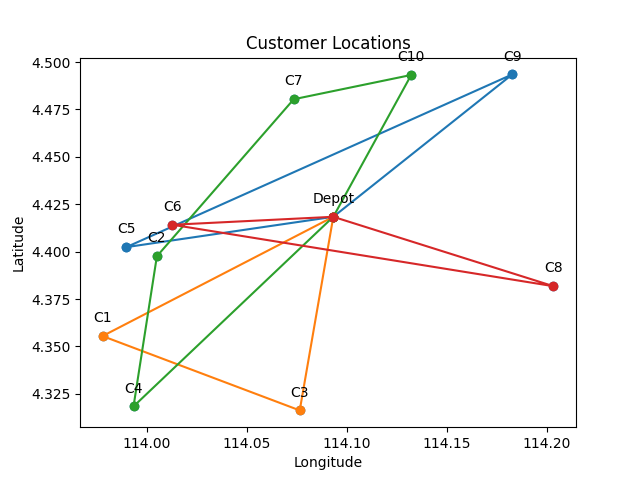 Customer Locations
C10
C9
C7
Depot
C6
C5
C2
C8
C1
C4
C3
4.500
4.475
4.450
4.425
4.400
4.375
4.350
4.325
Latitude
114.00
114.05
114.10
114.15
114.20
Longitude